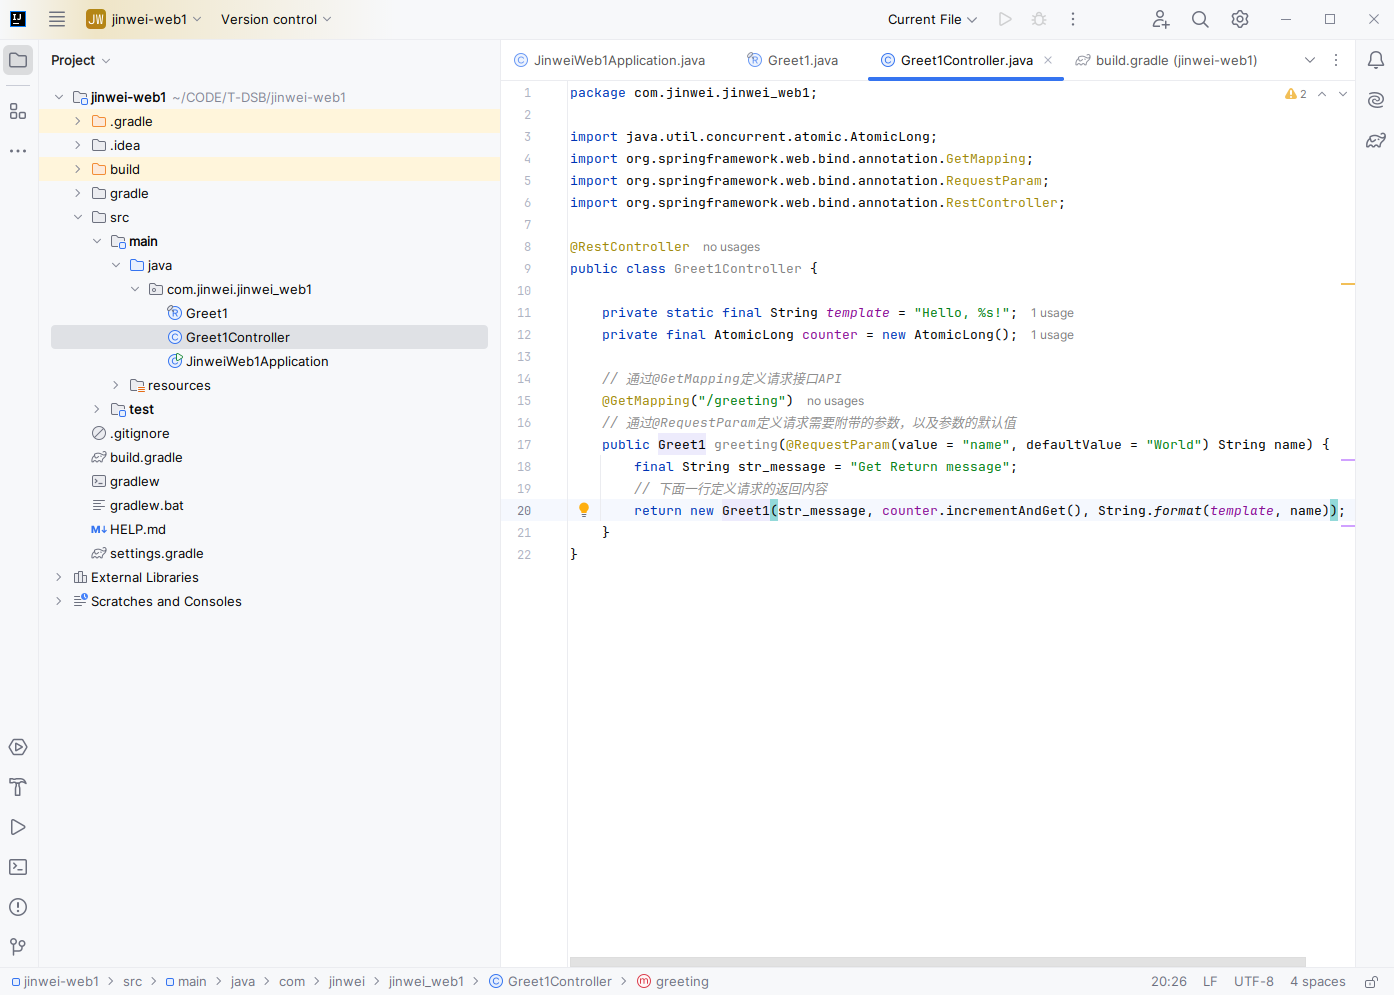 JW jinwei-web1 Version control Current File
Project
jinwei-web1 ~/CODE/T-DSB/jinwei-web1
.gradle
.idea
build
gradle
src
main
java
com.jinwei.jinwei_web1
Greet1
Greet1Controller
JinweiWeb1Application
resources
test
.gitignore
build.gradle
gradlew
gradlew.bat
HELP.md
settings.gradle
External Libraries
Scratches and Consoles
JinweiWeb1Application.java Greet1.java Greet1Controller.java build.gradle (jinwei-web1)
2
1 package com.jinwei.jinwei_web1;
2
3 import java.util.concurrent.atomic.AtomicLong;
4 import org.springframework.web.bind.annotation.GetMapping;
5 import org.springframework.web.bind.annotation.RequestParam;
6 import org.springframework.web.bind.annotation.RestController;
7
8 @RestController no usages
9 public class Greet1Controller {
10
11 private static final String template = "Hello, %s!"; 1 usage
12 private final AtomicLong counter = new AtomicLong(); 1 usage
13
14 // 通过@GetMapping定义请求接口API
15 @GetMapping("/greeting") no usages
16 // 通过@RequestParam定义请求需要附带的参数，以及参数的默认值
17 public Greet1 greeting(@RequestParam(value = "name", defaultValue = "World") String name) {
18 final String str_message = "Get Return message";
19 // 下面一行定义请求的返回内容
20 return new Greet1(str_message, counter.incrementAndGet(), String.format(template, name));
21 }
22 }
jinwei-web1 > src > main > java > com > jinwei > jinwei_web1 > Greet1Controller > greeting 20:26 LF UTF-8 4 spaces